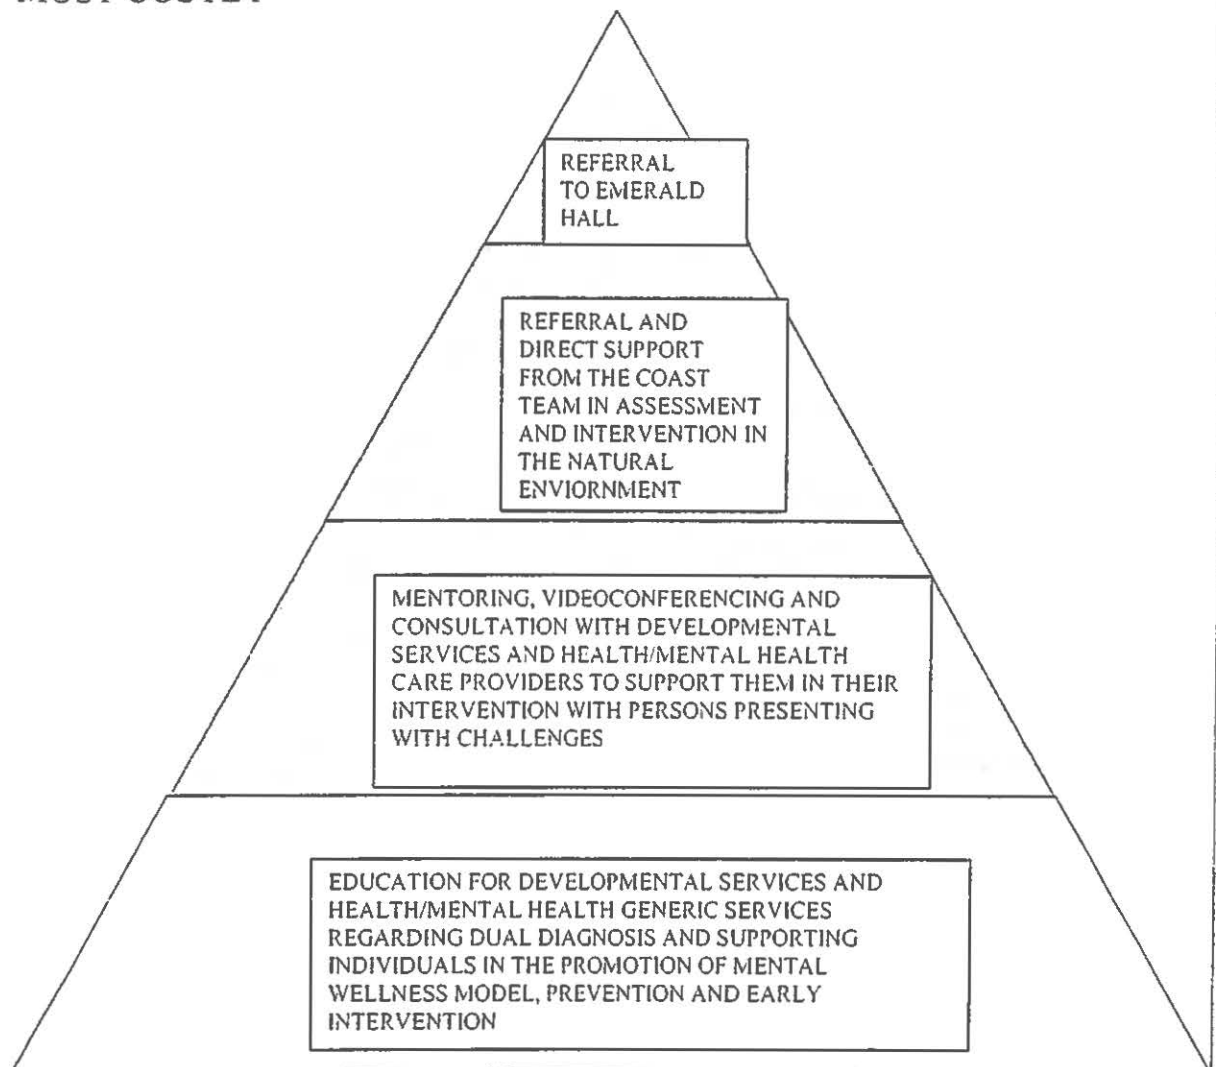 MOST COSTLY
REFERRAL
TO EMERALD
HALL
REFERRAL AND
DIRECT SUPPORT
FROM THE COAST
TEAM IN ASSESSMENT
AND INTERVENTION IN
THE NATURAL
ENVIORNMENT
MENTORING, VIDEOCONFERENCING AND
CONSULTATION WITH DEVELOPMENTAL
SERVICES AND HEALTH/MENTAL HEALTH
CARE PROVIDERS TO SUPPORT THEM IN THEIR
INTERVENTION WITH PERSONS PRESENTING
WITH CHALLENGES
EDUCATION FOR DEVELOPMENTAL SERVICES AND
HEALTH/MENTAL HEALTH GENERIC SERVICES
REGARDING DUAL DIAGNOSIS AND SUPPORTING
INDIVIDUALS IN THE PROMOTION OF MENTAL
WELLNESS MODEL, PREVENTION AND EARLY
INTERVENTION